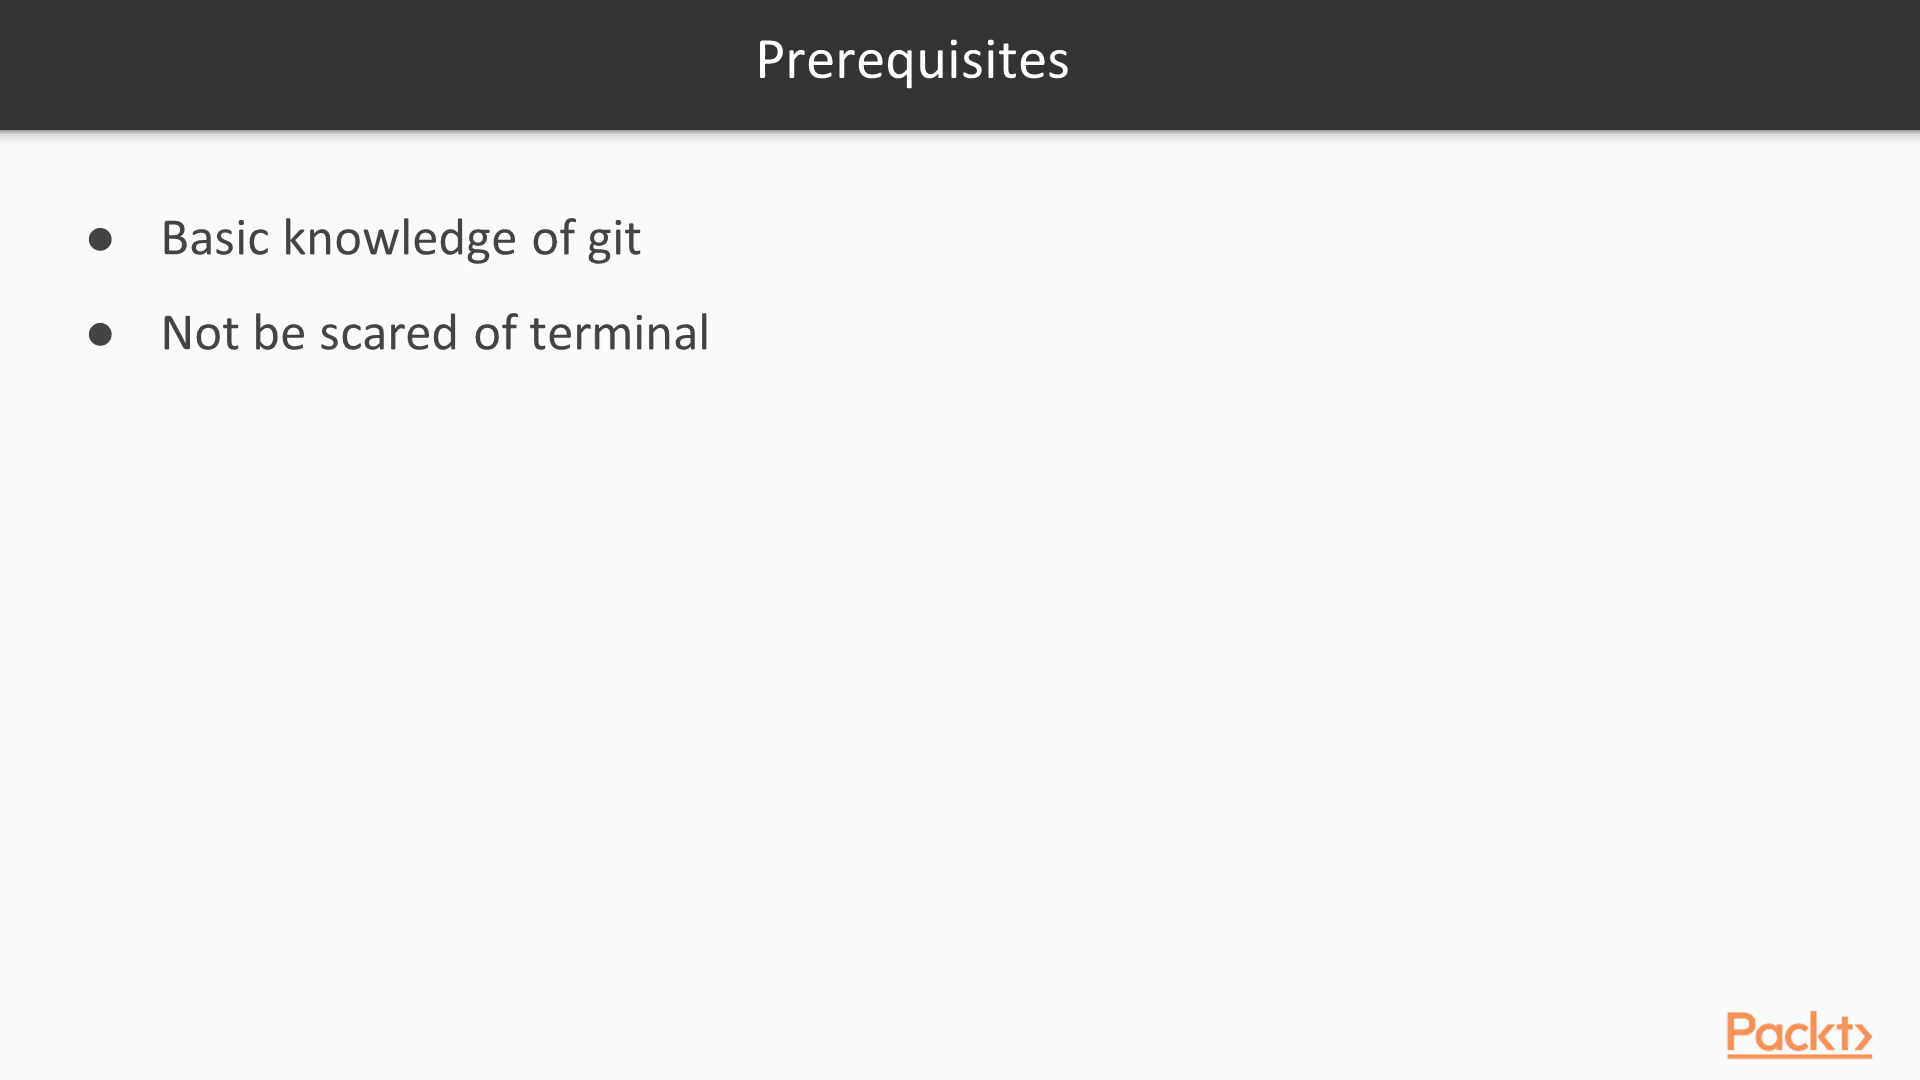 Prerequisites
● Basic knowledge of git
● Not be scared of terminal
Packt>